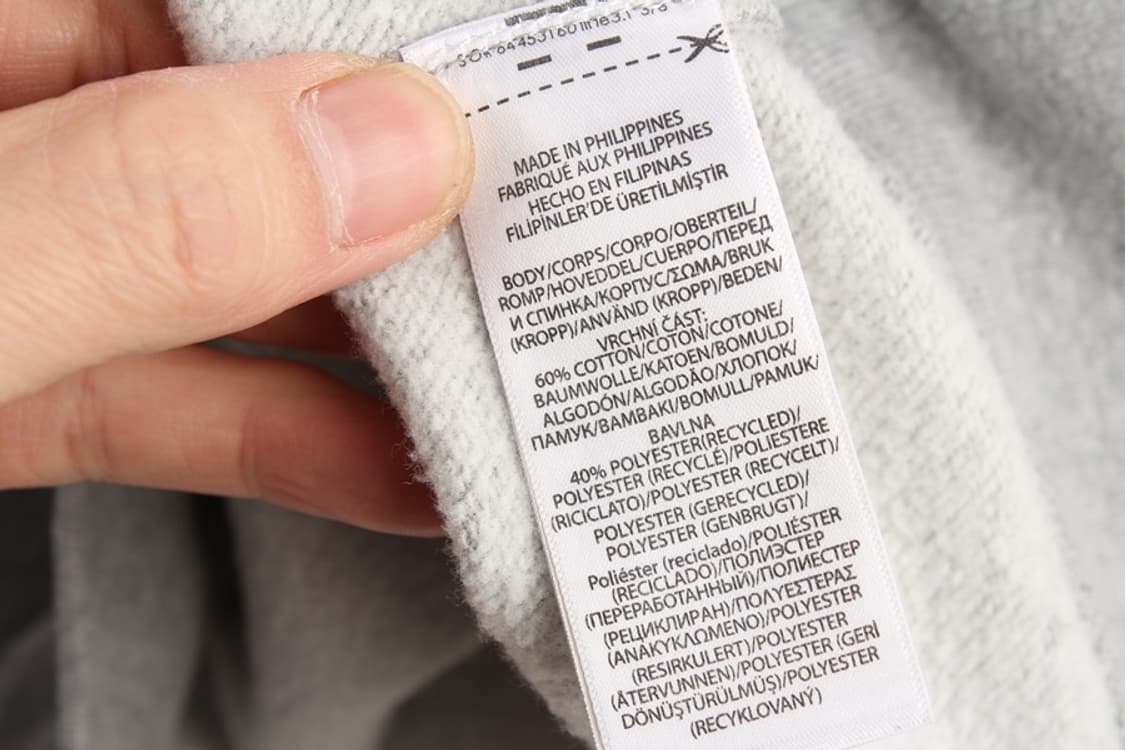 MADE IN PHILIPPINES
FABRIQUÉ AUX PHILIPPINES
HECHO EN FILIPINAS
FİLİPİNLER'DE ÜRETİLMİŞTİR
BODY/CORPS/CORPO/OBERTEIL/
ROMP/HOVEDDEL/CUERPO/ПЕРЕД
И СПИНКА/КОРПУС/ΣΩΜΑ/BRUK
(KROPP)/ANVÄND (KROPP)/BEDEN/
VRCHNÍ ČÁST:
60% COTTON/COTON/COTONE/
BAUMWOLLE/KATOEN/BOMULD/
ALGODÓN/ALGODÃO/ХЛОПОК/
ПАМУК/ΒΑΜΒΑΚΙ/BOMULL/PAMUK/
BAVLNA
40% POLYESTER(RECYCLED)/
POLYESTER (RECYCLÉ)/POLIESTERE
(RICICLATO)/POLYESTER (RECYCELT)/
POLYESTER (GERECYCLED)/
POLYESTER (GENBRUGT)/
Poliéster (reciclado)/POLIÉSTER
(RECICLADO)/ПОЛИЭСТЕР
(ПЕРЕРАБОТАННЫЙ)/ПОЛИЕСТЕР
(РЕЦИКЛИРАН)/ΠΟΛΥΕΣΤΕΡΑΣ
(ΑΝΑΚΥΚΛΩΜΕΝΟ)/POLYESTER
(RESIRKULERT)/POLYESTER
(ÅTERVUNNEN)/POLYESTER (GERİ
DÖNÜŞTÜRÜLMÜŞ)/POLYESTER
(RECYKLOVANÝ)